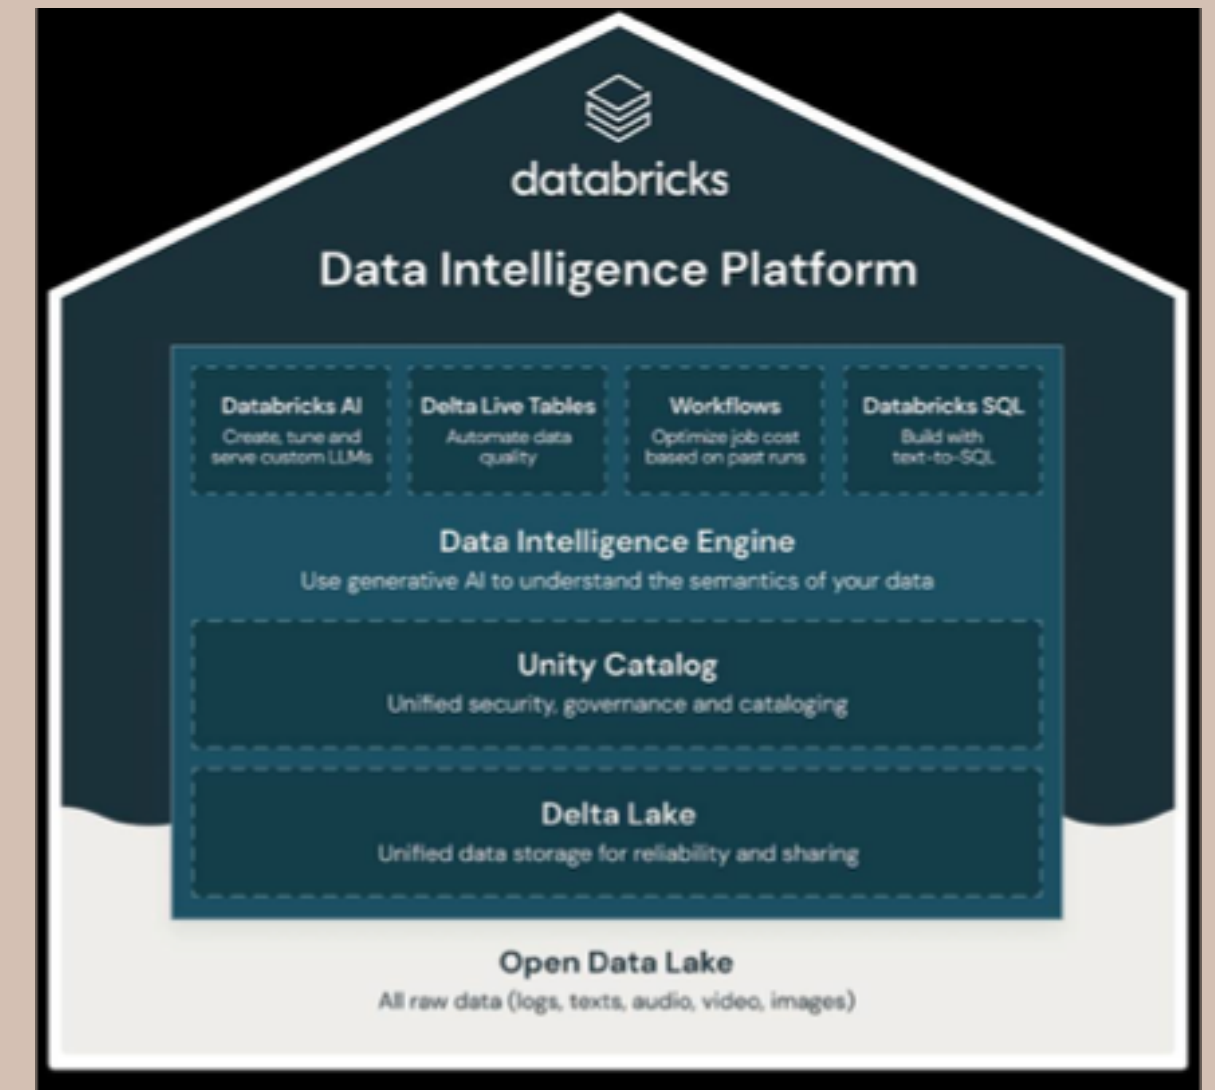 databricks
Data Intelligence Platform
Databricks AI
Create, tune and
serve custom LLMs
Delta Live Tables
Automate data
quality
Workflows
Optimize job cost
based on past runs
Databricks SQL
Build with
text-to-SQL
Data Intelligence Engine
Use generative AI to understand the semantics of your data
Unity Catalog
Unified security, governance and cataloging
Delta Lake
Unified data storage for reliability and sharing
Open Data Lake
All raw data (logs, texts, audio, video, images)